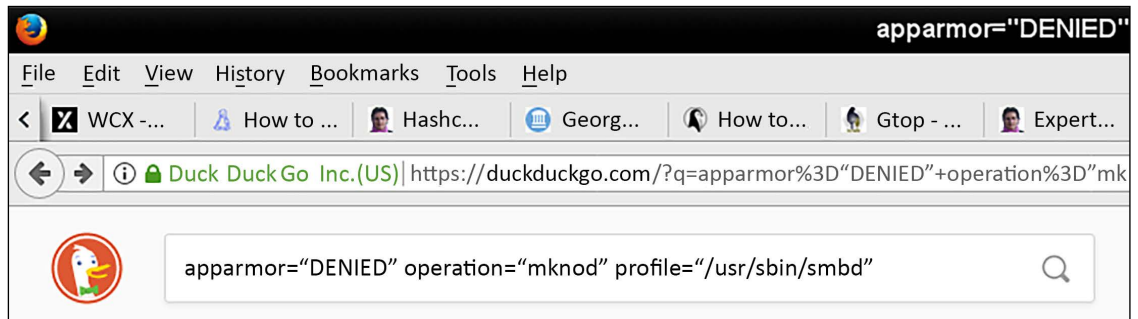 apparmor="DENIED"
File Edit View History Bookmarks Tools Help
WCX -... How to ... Hashc... Georg... How to... Gtop - ... Expert...
Duck Duck Go Inc.(US) https://duckduckgo.com/?q=apparmor%3D“DENIED”+operation%3D”mk
apparmor=“DENIED” operation=“mknod” profile=“/usr/sbin/smbd”